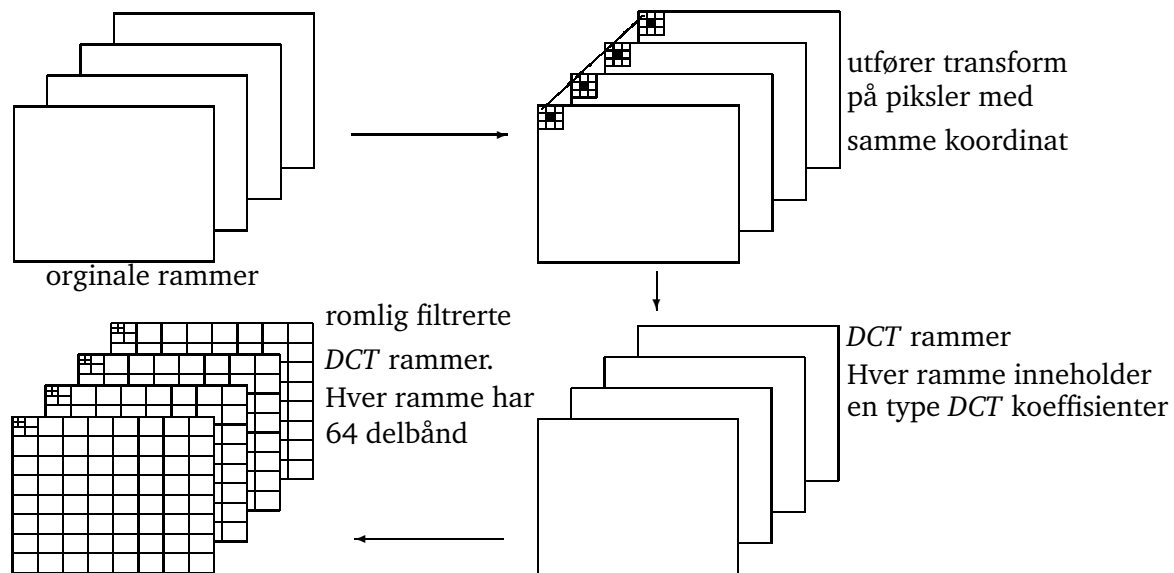 utfører transform
på piksler med
samme koordinat
orginale rammer
romlig filtrerte
DCT rammer.
Hver ramme har
64 delbånd
DCT rammer
Hver ramme inneholder
en type DCT koeffisienter